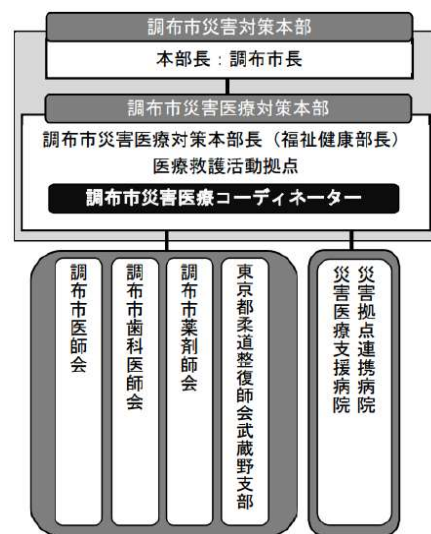 調布市災害対策本部
本部長：調布市長
調布市災害医療対策本部
調布市災害医療対策本部長（福祉健康部長）
医療救護活動拠点
調布市災害医療コーディネーター
調布市医師会
調布市歯科医師会
調布市薬剤師会
東京都柔道整復師会武蔵野支部
災害拠点連携病院
災害医療支援病院